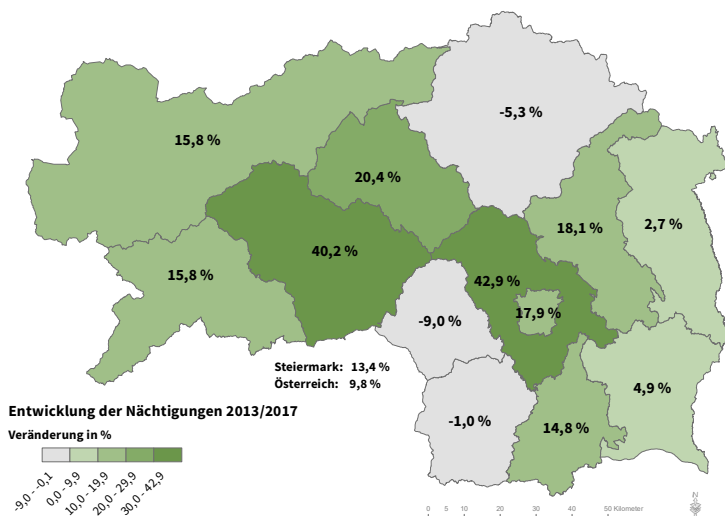 -5,3 %
15,8 %
20,4 %
18,1 %
2,7 %
40,2 %
15,8 %
42,9 %
17,9 %
-9,0 %
Steiermark: 13,4 %
Österreich: 9,8 %
4,9 %
-1,0 %
14,8 %
Entwicklung der Nächtigungen 2013/2017
Veränderung in %
-9,0 - -0,1
0,0 - 9,9
10,0 - 19,9
20,0 - 29,9
30,0 - 42,9
0 5 10 20 30 40 50 Kilometer
N